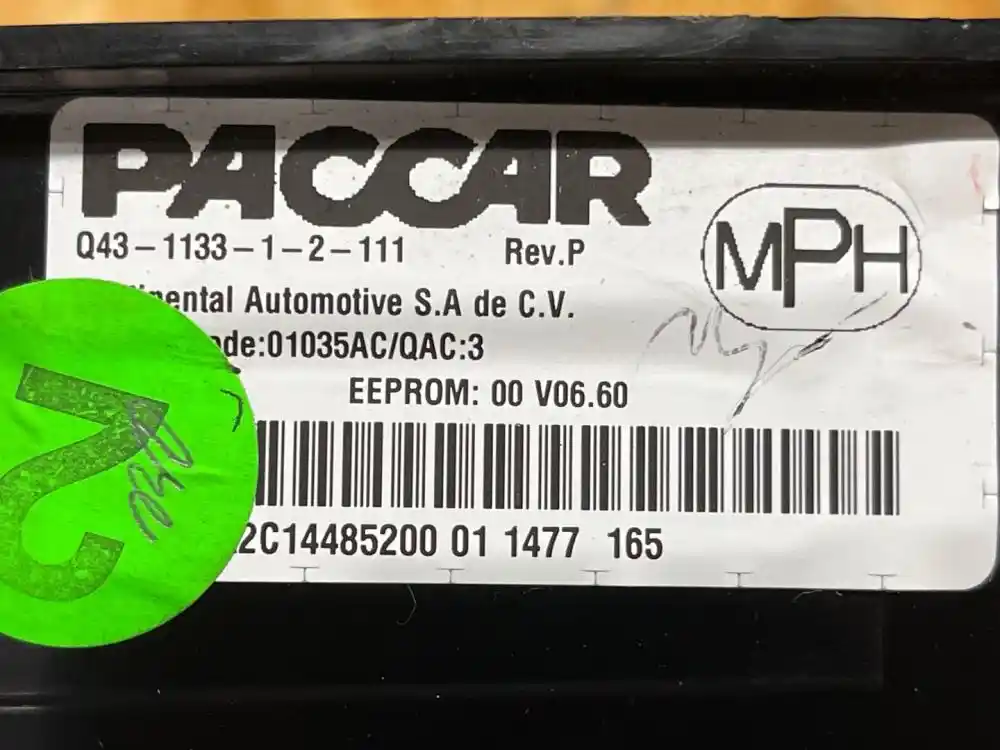 PACCAR
Q43-1133-1-2-111 Rev.P
MPH
inental Automotive S.A de C.V.
de:01035AC/QAC:3
EEPROM: 00 V06.60
2C14485200 01 1477 165